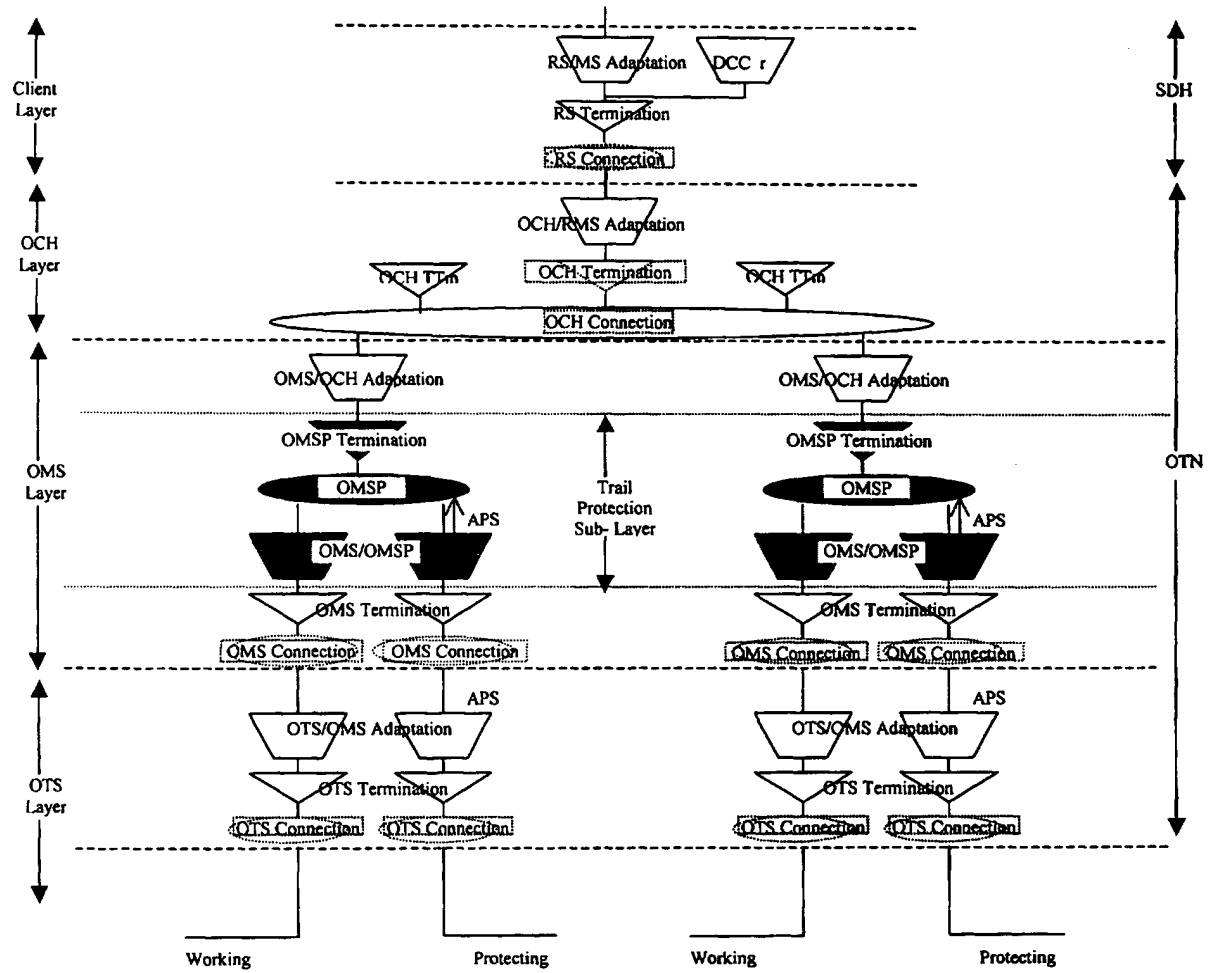 RS/MS Adaptation
DCC r
Client
Layer
SDH
RS Termination
RS Connection
OCH/RMS Adaptation
OCH
Layer
OCH TTm
OCH Termination
OCH TTm
OCH Connection
OMS/OCH Adaptation
OMS/OCH Adaptation
OMSP Termination
OMSP Termination
OMS
Layer
OTN
OMSP
Trail
Protection
Sub- Layer
OMSP
APS
APS
OMS/OMSP
OMS/OMSP
OMS Termination
OMS Termination
OMS Connection
OMS Connection
OMS Connection
OMS Connection
APS
APS
OTS/OMS Adaptation
OTS/OMS Adaptation
OTS
Layer
OTS Termination
OTS Termination
OTS Connection
OTS Connection
OTS Connection
OTS Connection
Working
Protecting
Working
Protecting